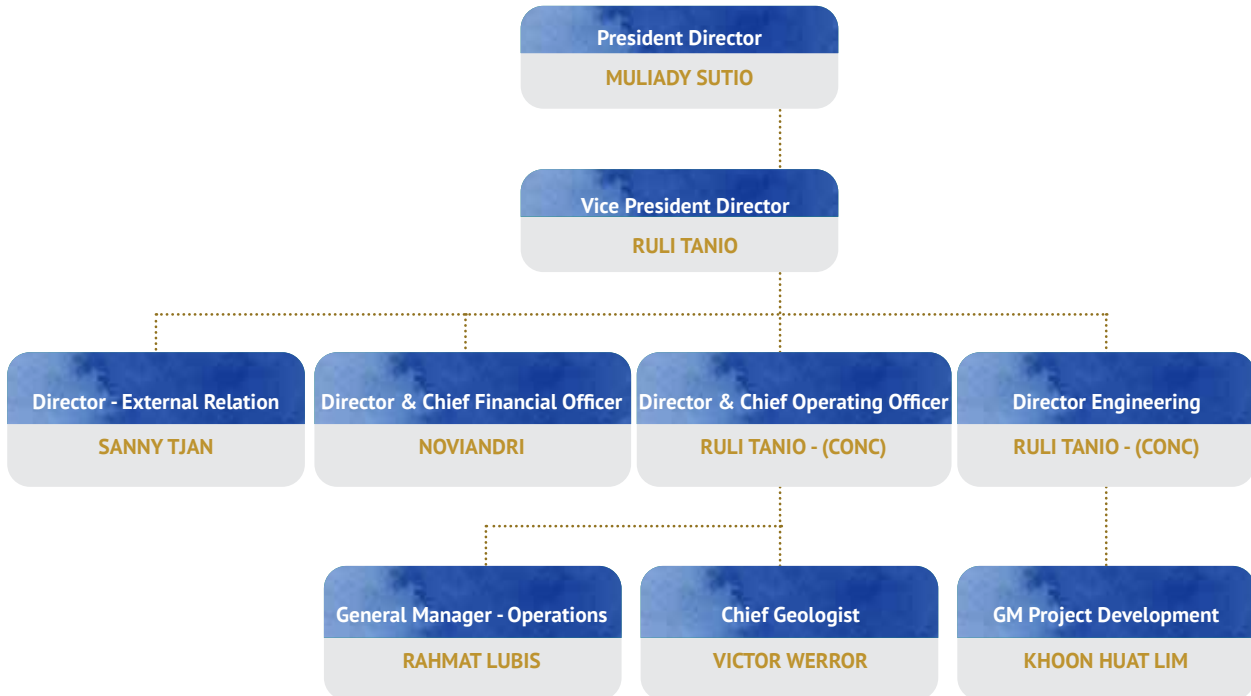 President Director
MULIADY SUTIO
Vice President Director
RULI TANIO
Director - External Relation
SANNY TJAN
Director & Chief Financial Officer
NOVIANDRI
Director & Chief Operating Officer
RULI TANIO - (CONC)
Director Engineering
RULI TANIO - (CONC)
General Manager - Operations
RAHMAT LUBIS
Chief Geologist
VICTOR WERROR
GM Project Development
KHOON HUAT LIM